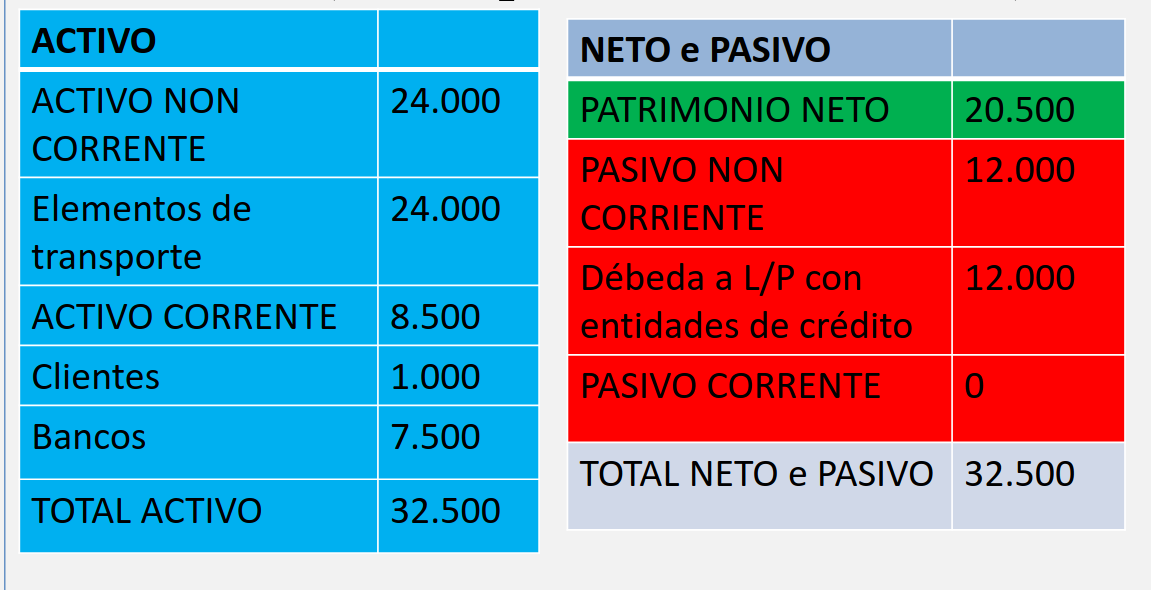 ACTIVO
ACTIVO NON 24.000
CORRENTE
Elementos de 24.000
transporte
ACTIVO CORRENTE 8.500
Clientes 1.000
Bancos 7.500
TOTAL ACTIVO 32.500
NETO e PASIVO
PATRIMONIO NETO 20.500
PASIVO NON 12.000
CORRIENTE
Débeda a L/P con 12.000
entidades de crédito
PASIVO CORRENTE 0
TOTAL NETO e PASIVO 32.500